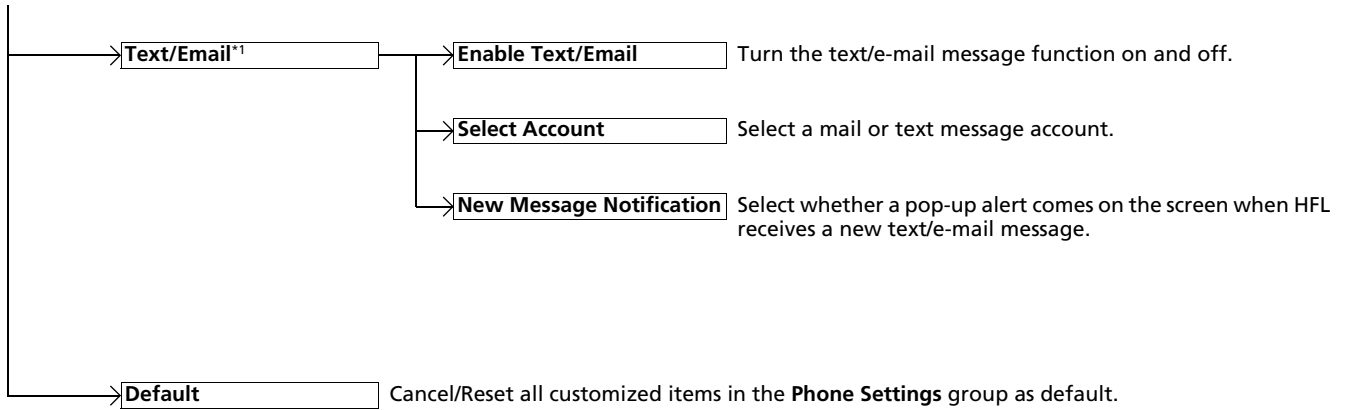 Text/Email*1
Enable Text/Email
Turn the text/e-mail message function on and off.
Select Account
Select a mail or text message account.
New Message Notification
Select whether a pop-up alert comes on the screen when HFL
receives a new text/e-mail message.
Default
Cancel/Reset all customized items in the Phone Settings group as default.